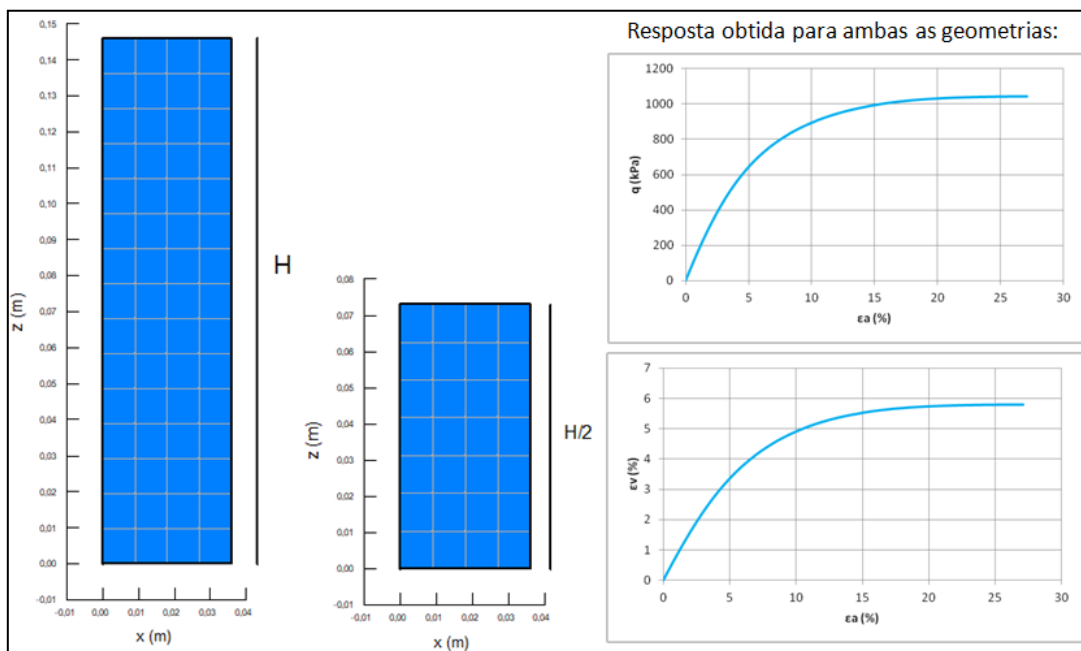 0,15
0,14
0,13
0,12
0,11
0,10
0,09
0,08
0,07
0,06
0,05
0,04
0,03
0,02
0,01
0,00
-0,01
z (m)
-0,01 0,00 0,01 0,02 0,03 0,04
x (m)
H
0,08
0,07
0,06
0,05
0,04
0,03
0,02
0,01
0,00
-0,01
z (m)
-0,01 0,00 0,01 0,02 0,03 0,04
x (m)
H/2
Resposta obtida para ambas as geometrias:
1200
1000
800
600
400
200
0
q (kPa)
0 5 10 15 20 25 30
εa (%)
7
6
5
4
3
2
1
0
εv (%)
0 5 10 15 20 25 30
εa (%)